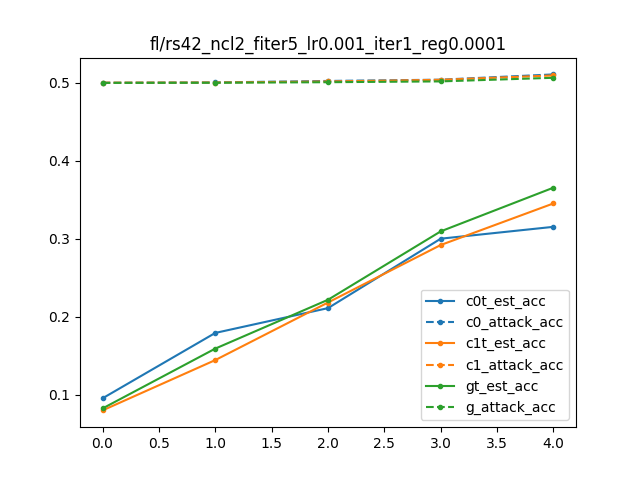 fl/rs42_ncl2_fiter5_lr0.001_iter1_reg0.0001
0.5
0.4
0.3
0.2
0.1
c0t_est_acc
c0_attack_acc
c1t_est_acc
c1_attack_acc
gt_est_acc
g_attack_acc
0.0 0.5 1.0 1.5 2.0 2.5 3.0 3.5 4.0